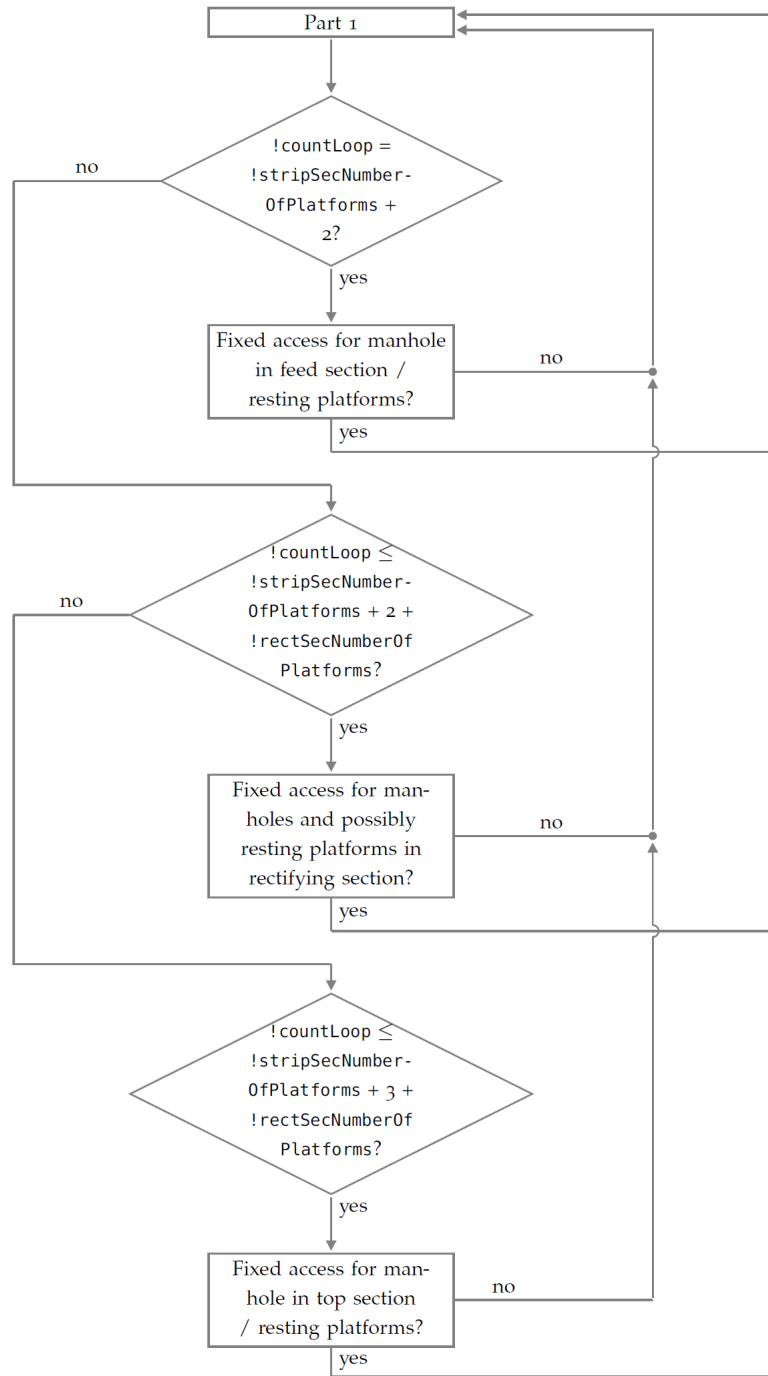 Part 1
!countLoop =
!stripSecNumber-
OfPlatforms +
2?
no
yes
Fixed access for manhole
in feed section /
resting platforms?
no
yes
!countLoop ≤
!stripSecNumber-
OfPlatforms + 2 +
!rectSecNumberOf
Platforms?
no
yes
Fixed access for man-
holes and possibly
resting platforms in
rectifying section?
no
yes
!countLoop ≤
!stripSecNumber-
OfPlatforms + 3 +
!rectSecNumberOf
Platforms?
yes
Fixed access for man-
hole in top section
/ resting platforms?
no
yes